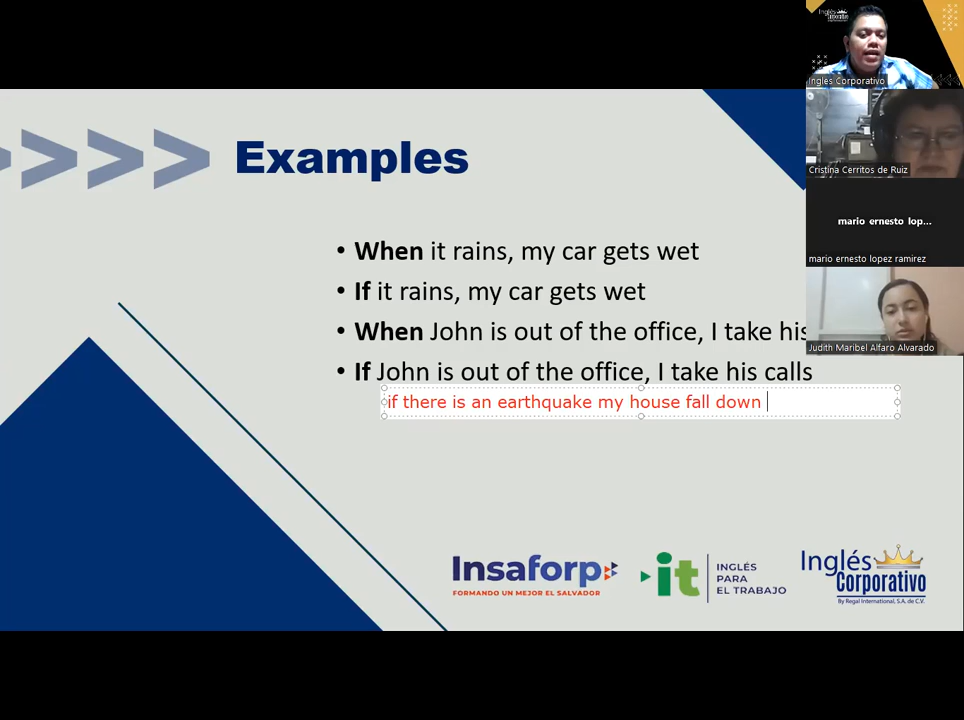 Inglés
Corporativo
Inglés Corporativo
Cristina Cerritos de Ruiz
mario ernesto lop...
mario ernesto lopez ramirez
Judith Maribel Alfaro Alvarado
>>>> Examples
• When it rains, my car gets wet
• If it rains, my car gets wet
• When John is out of the office, I take his
• If John is out of the office, I take his calls
if there is an earthquake my house fall down
Insaforp
FORMANDO UN MEJOR EL SALVADOR
it
INGLÉS
PARA
EL TRABAJO
Inglés
Corporativo
By Regal International, S.A. de C.V.